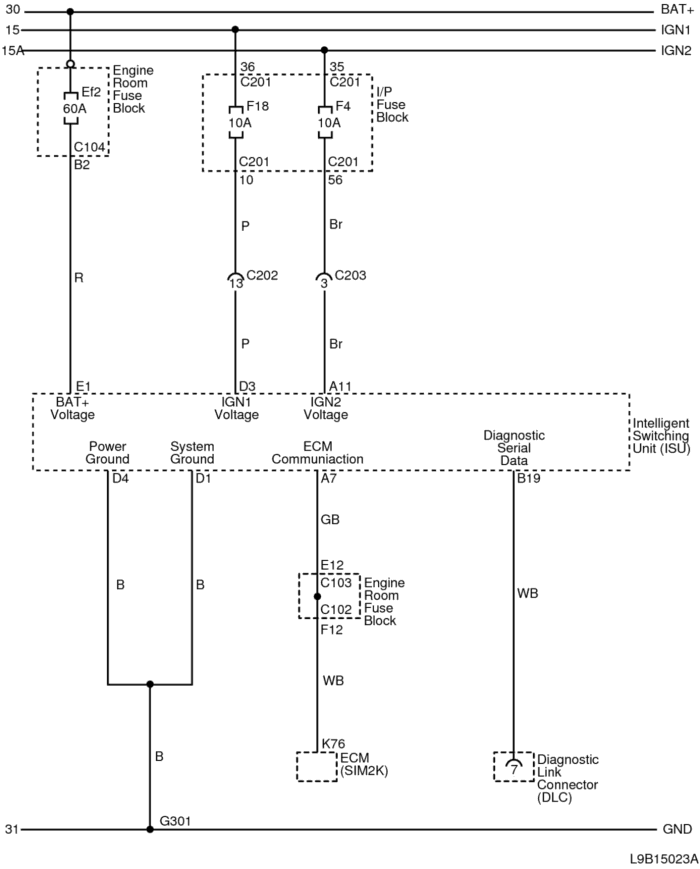 30
BAT+
15
IGN1
15A
IGN2
Engine
Room
Fuse
Block
Ef2
60A
C104
B2
36
C201
35
C201
I/P
Fuse
Block
F18
10A
F4
10A
C201
10
C201
56
P
Br
R
13
C202
3
C203
P
Br
E1
D3
A11
BAT+
Voltage
IGN1
Voltage
IGN2
Voltage
Intelligent
Switching
Unit (ISU)
Power
Ground
System
Ground
ECM
Communiaction
Diagnostic
Serial
Data
D4
D1
A7
B19
GB
E12
C103
C102
F12
Engine
Room
Fuse
Block
B
B
WB
WB
K76
ECM
(SIM2K)
7
Diagnostic
Link
Connector
(DLC)
B
G301
31
GND
L9B15023A